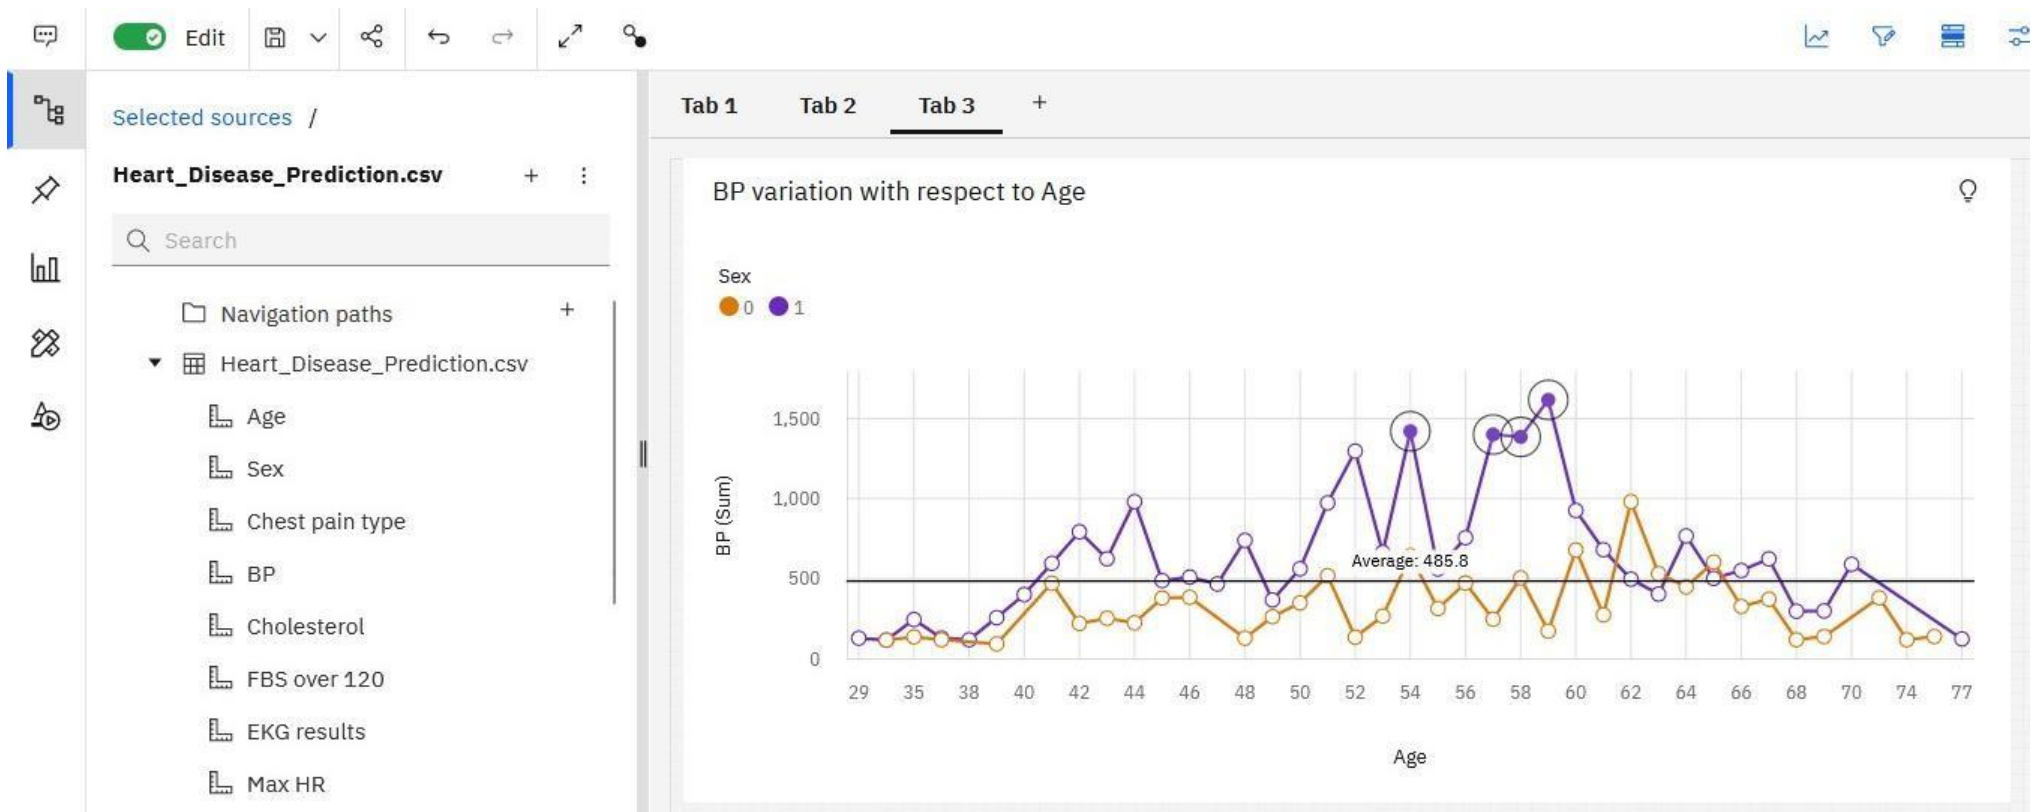 Edit
Selected sources /
Heart_Disease_Prediction.csv
Search
Navigation paths
Heart_Disease_Prediction.csv
Age
Sex
Chest pain type
BP
Cholesterol
FBS over 120
EKG results
Max HR
Tab 1 Tab 2 Tab 3
BP variation with respect to Age
Sex
0 1
BP (Sum)
1,500
1,000
500
0
Average: 485.8
29 35 38 40 42 44 46 48 50 52 54 56 58 60 62 64 66 68 70 74 77
Age